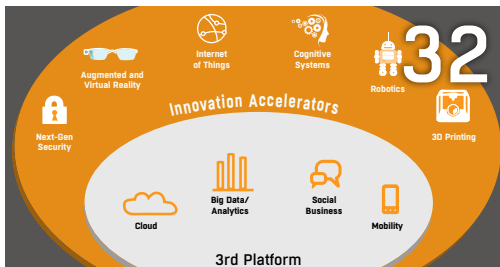 32
Internet
of Things
Cognitive
Systems
Augmented and
Virtual Reality
Robotics
Innovation Accelerators
Next-Gen
Security
3D Printing
Big Data/
Analytics
Social
Business
Cloud
Mobility
3rd Platform